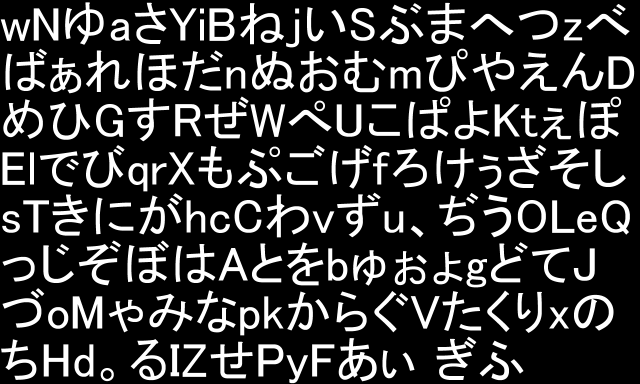 wNゆaさYiBねjいSぶまへつzべ
ばぁれほだnぬおむmぴやえんD
めひGすRぜWペUこぱよKtぇぽ
ElでびqrXもぷごげfろけぅざそし
sTきにがhcCわvずu、ぢうOLeQ
っじぞぼはAとをbゅぉょgどてJ
づoMゃみなpkからぐVたくりxの
ちHd。るIZせPyFあぃ ぎふ